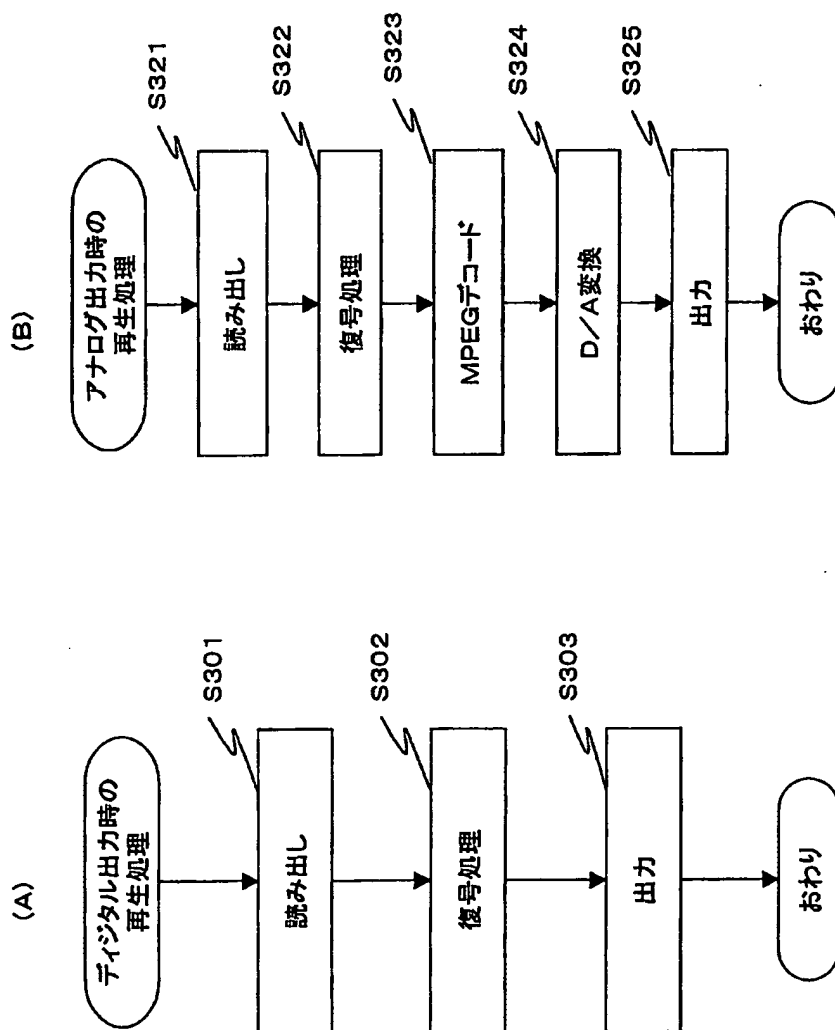 (A)
ディジタル出力時の
再生処理
読み出し
S301
復号処理
S302
出力
S303
おわり
(B)
アナログ出力時の
再生処理
読み出し
S321
復号処理
S322
MPEGデコード
S323
D/A変換
S324
出力
S325
おわり